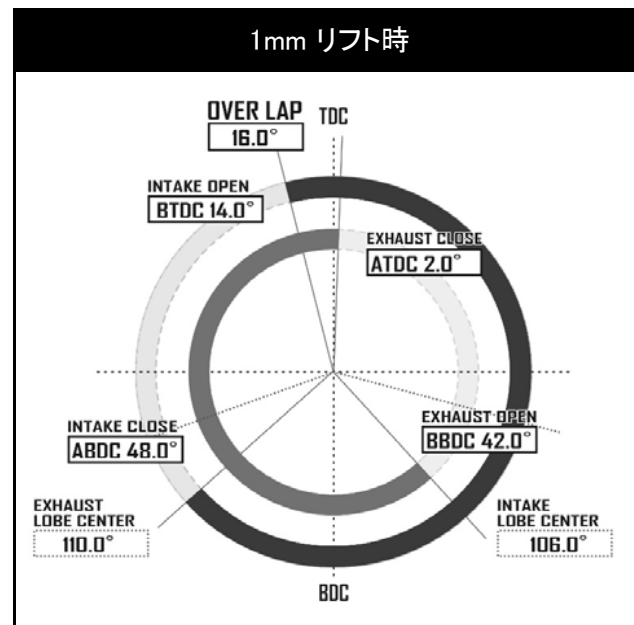 1mm リフト時
OVER LAP
16.0°
TDC
INTAKE OPEN
BTDC 14.0°
EXHAUST CLOSE
ATDC 2.0°
INTAKE CLOSE
ABDC 48.0°
EXHAUST OPEN
BBDC 42.0°
EXHAUST
LOBE CENTER
110.0°
INTAKE
LOBE CENTER
106.0°
BDC